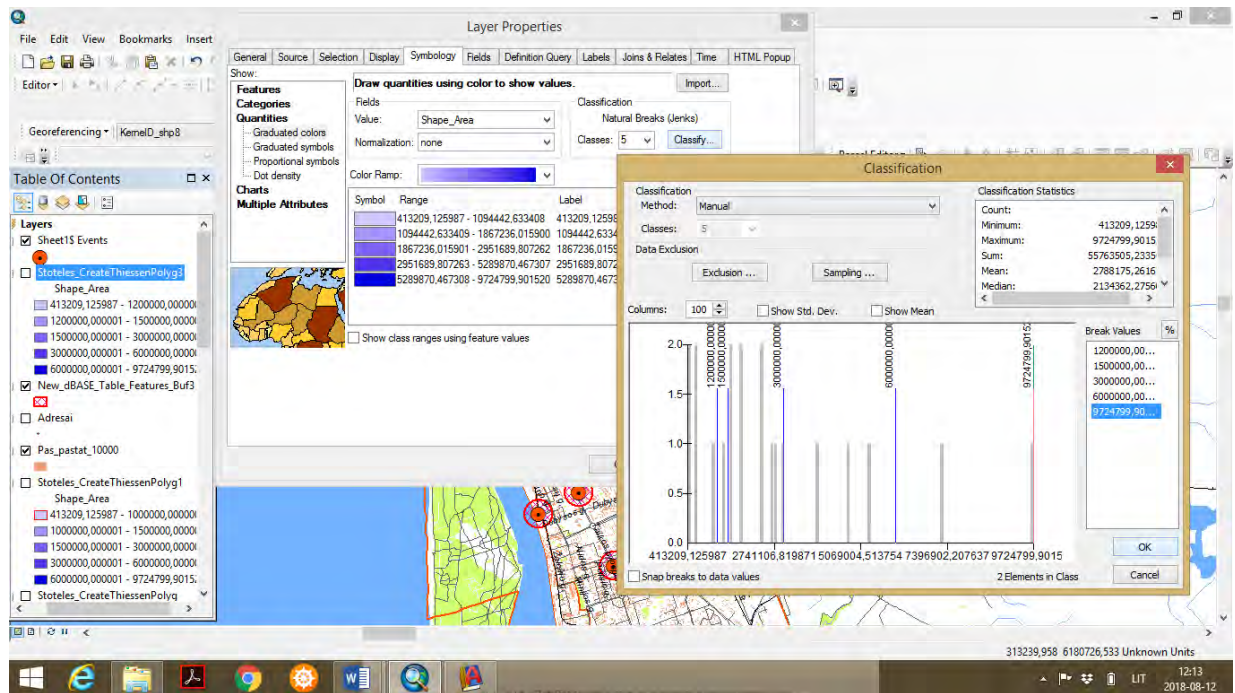 File Edit View Bookmarks Insert
Editor
Georeferencing KernelD_shp8
Table Of Contents
Layers
Sheet1$ Events
Stoteles_CreateThiessenPolyg3
Shape_Area
413209,125987 - 1200000,00000
1200000,000001 - 1500000,0000
1500000,000001 - 3000000,0000
3000000,000001 - 6000000,0000
6000000,000001 - 9724799,9015
New_dBASE_Table_Features_Buf3
Adresai
Pas_pastat_10000
Stoteles_CreateThiessenPolyg1
Shape_Area
413209,125987 - 1000000,00000
1000000,000001 - 1500000,0000
1500000,000001 - 3000000,0000
3000000,000001 - 6000000,0000
6000000,000001 - 9724799,9015
Stoteles_CreateThiessenPolyg
Layer Properties
General Source Selection Display Symbology Fields Definition Query Labels Joins & Relates Time HTML Popup
Show:
Features
Categories
Quantities
Graduated colors
Graduated symbols
Proportional symbols
Dot density
Charts
Multiple Attributes
Draw quantities using color to show values.
Import...
Fields
Value: Shape_Area
Normalization: none
Classification
Natural Breaks (Jenks)
Classes: 5 Classify...
Color Ramp:
Symbol Range Label
413209,125987 - 1094442,633408 413209,12598
1094442,633409 - 1867236,015900 1094442,6334
1867236,015901 - 2951689,807262 1867236,0159
2951689,807263 - 5289870,467307 2951689,8072
5289870,467308 - 9724799,901520 5289870,4673
Show class ranges using feature values
Classification
Classification
Method: Manual
Classes: 5
Data Exclusion
Exclusion ... Sampling ...
Classification Statistics
Count:
Minimum: 413209,1259
Maximum: 9724799,9015
Sum: 55763505,2335
Mean: 2788175,2616
Median: 2134362,2756
Columns: 100 Show Std. Dev. Show Mean
Break Values %
1200000,00...
1500000,00...
3000000,00...
6000000,00...
9724799,90...
1200000,00000
1500000,00000
3000000,00000
6000000,00000
9724799,90152
2.0
1.5
1.0
0.5
0.0
413209,125987 2741106,819871 5069004,513754 7396902,207637 9724799,9015
Snap breaks to data values
2 Elements in Class
OK
Cancel
313239,958 6180726,533 Unknown Units
LIT
12:13
2018-08-12